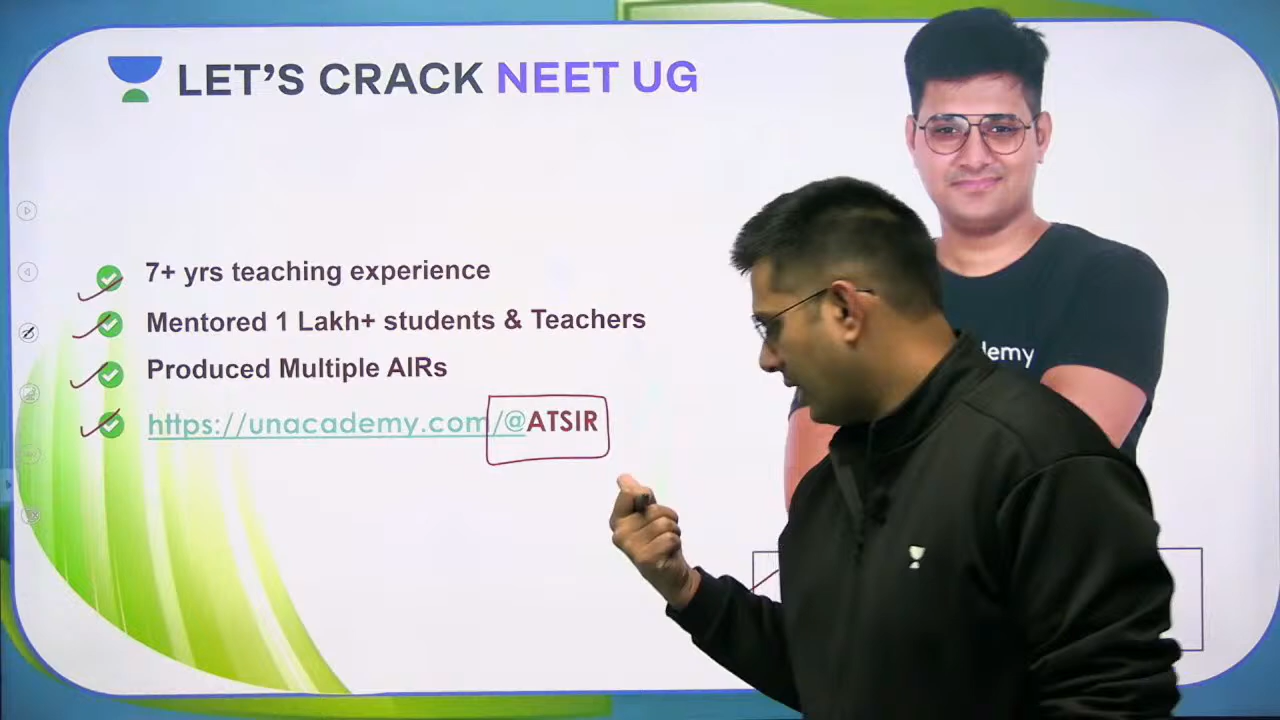 LET'S CRACK NEET UG
7+ yrs teaching experience
Mentored 1 Lakh+ students & Teachers
Produced Multiple AIRs
https://unacademy.com/@ATSIR
demy